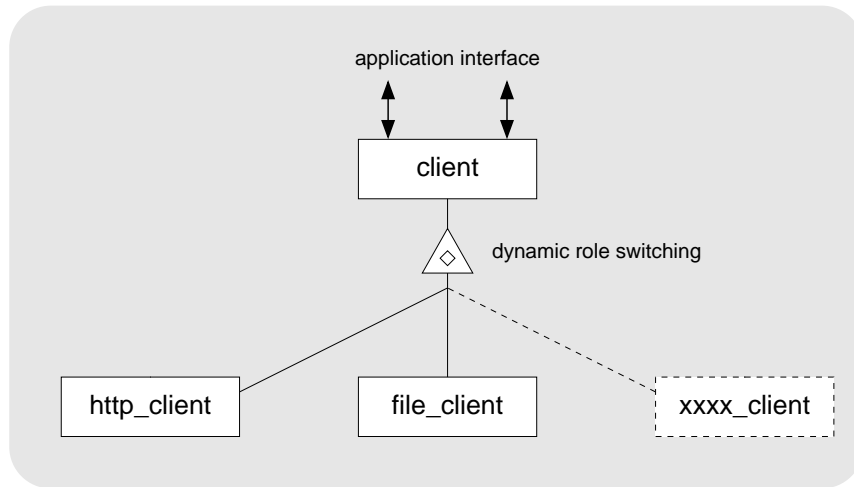 application interface
client
dynamic role switching
http_client
file_client
xxxx_client